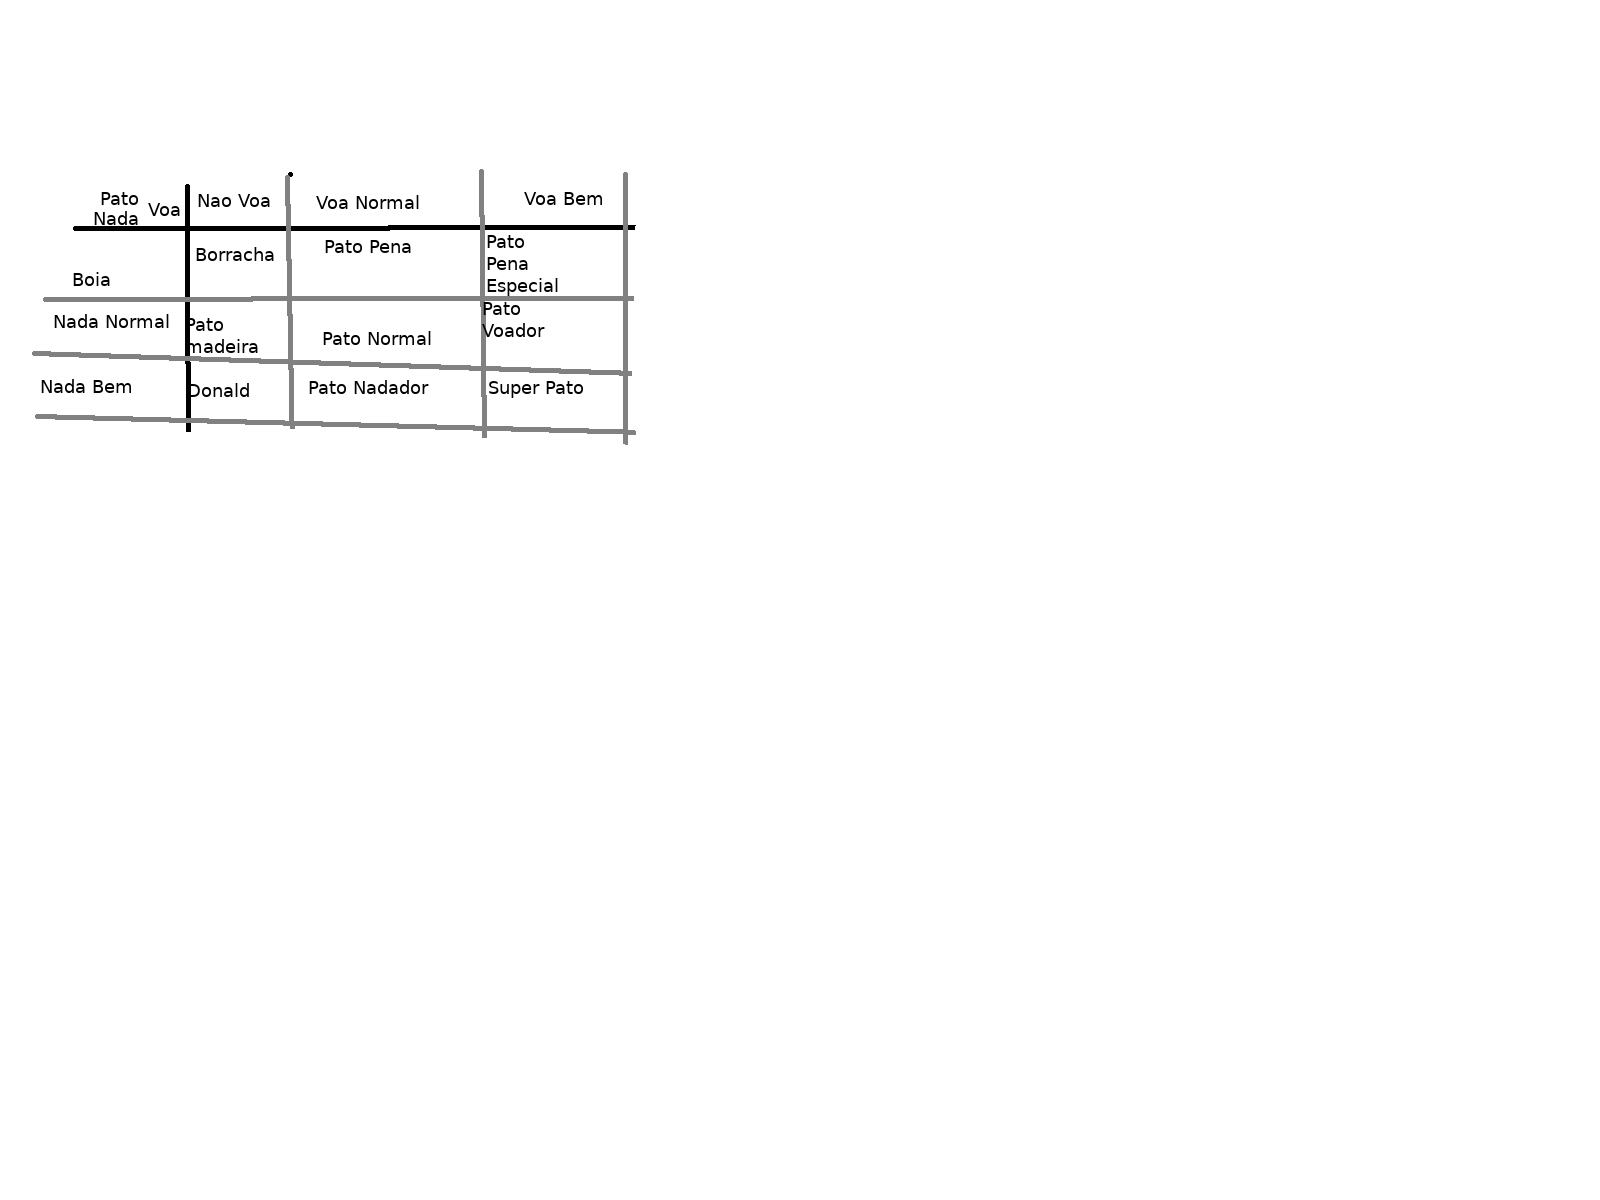 Pato
Nada
Voa
Nao Voa
Voa Normal
Voa Bem
Boia
Borracha
Pato Pena
Pato
Pena
Especial
Nada Normal
Pato
madeira
Pato Normal
Pato
Voador
Nada Bem
Donald
Pato Nadador
Super Pato